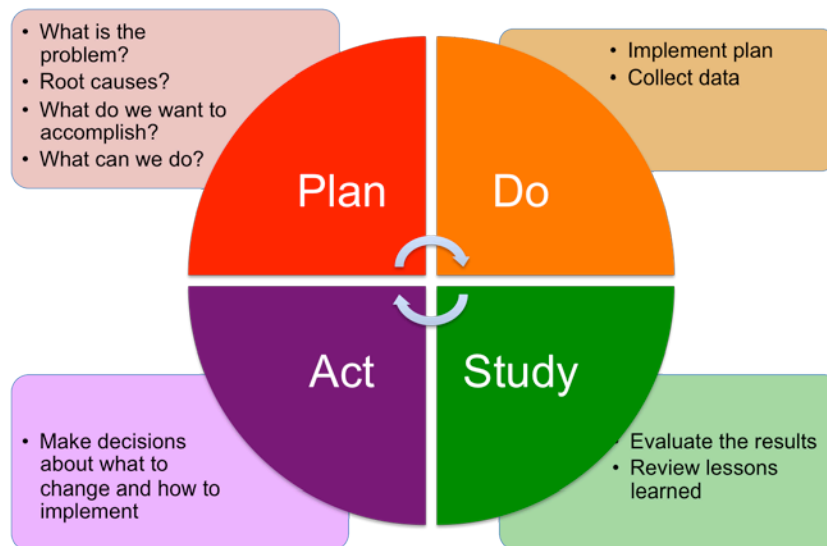 • What is the
problem?
• Root causes?
• What do we want to
accomplish?
• What can we do?
• Implement plan
• Collect data
Plan
Do
Act
Study
• Make decisions
about what to
change and how to
implement
• Evaluate the results
• Review lessons
learned